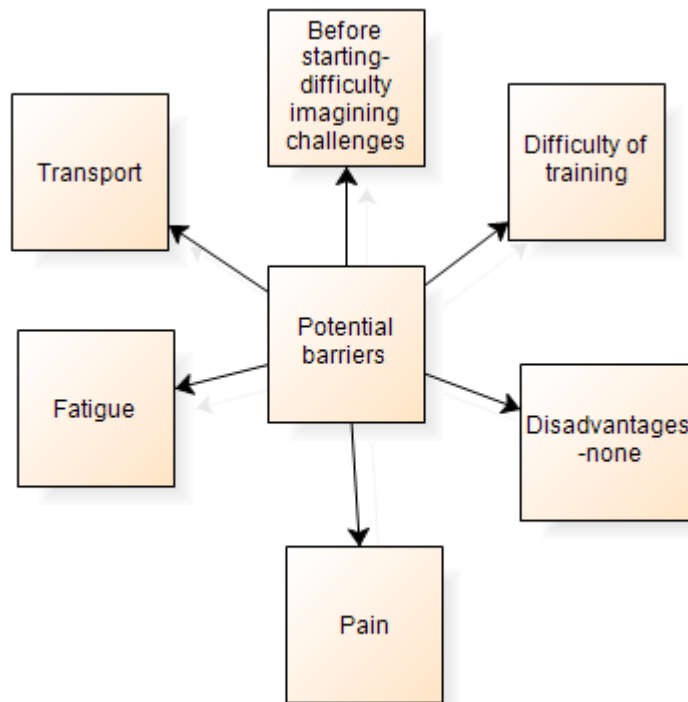 Before
starting-
difficulty
imagining
challenges
Transport
Difficulty of
training
Potential
barriers
Fatigue
Disadvantages
-none
Pain